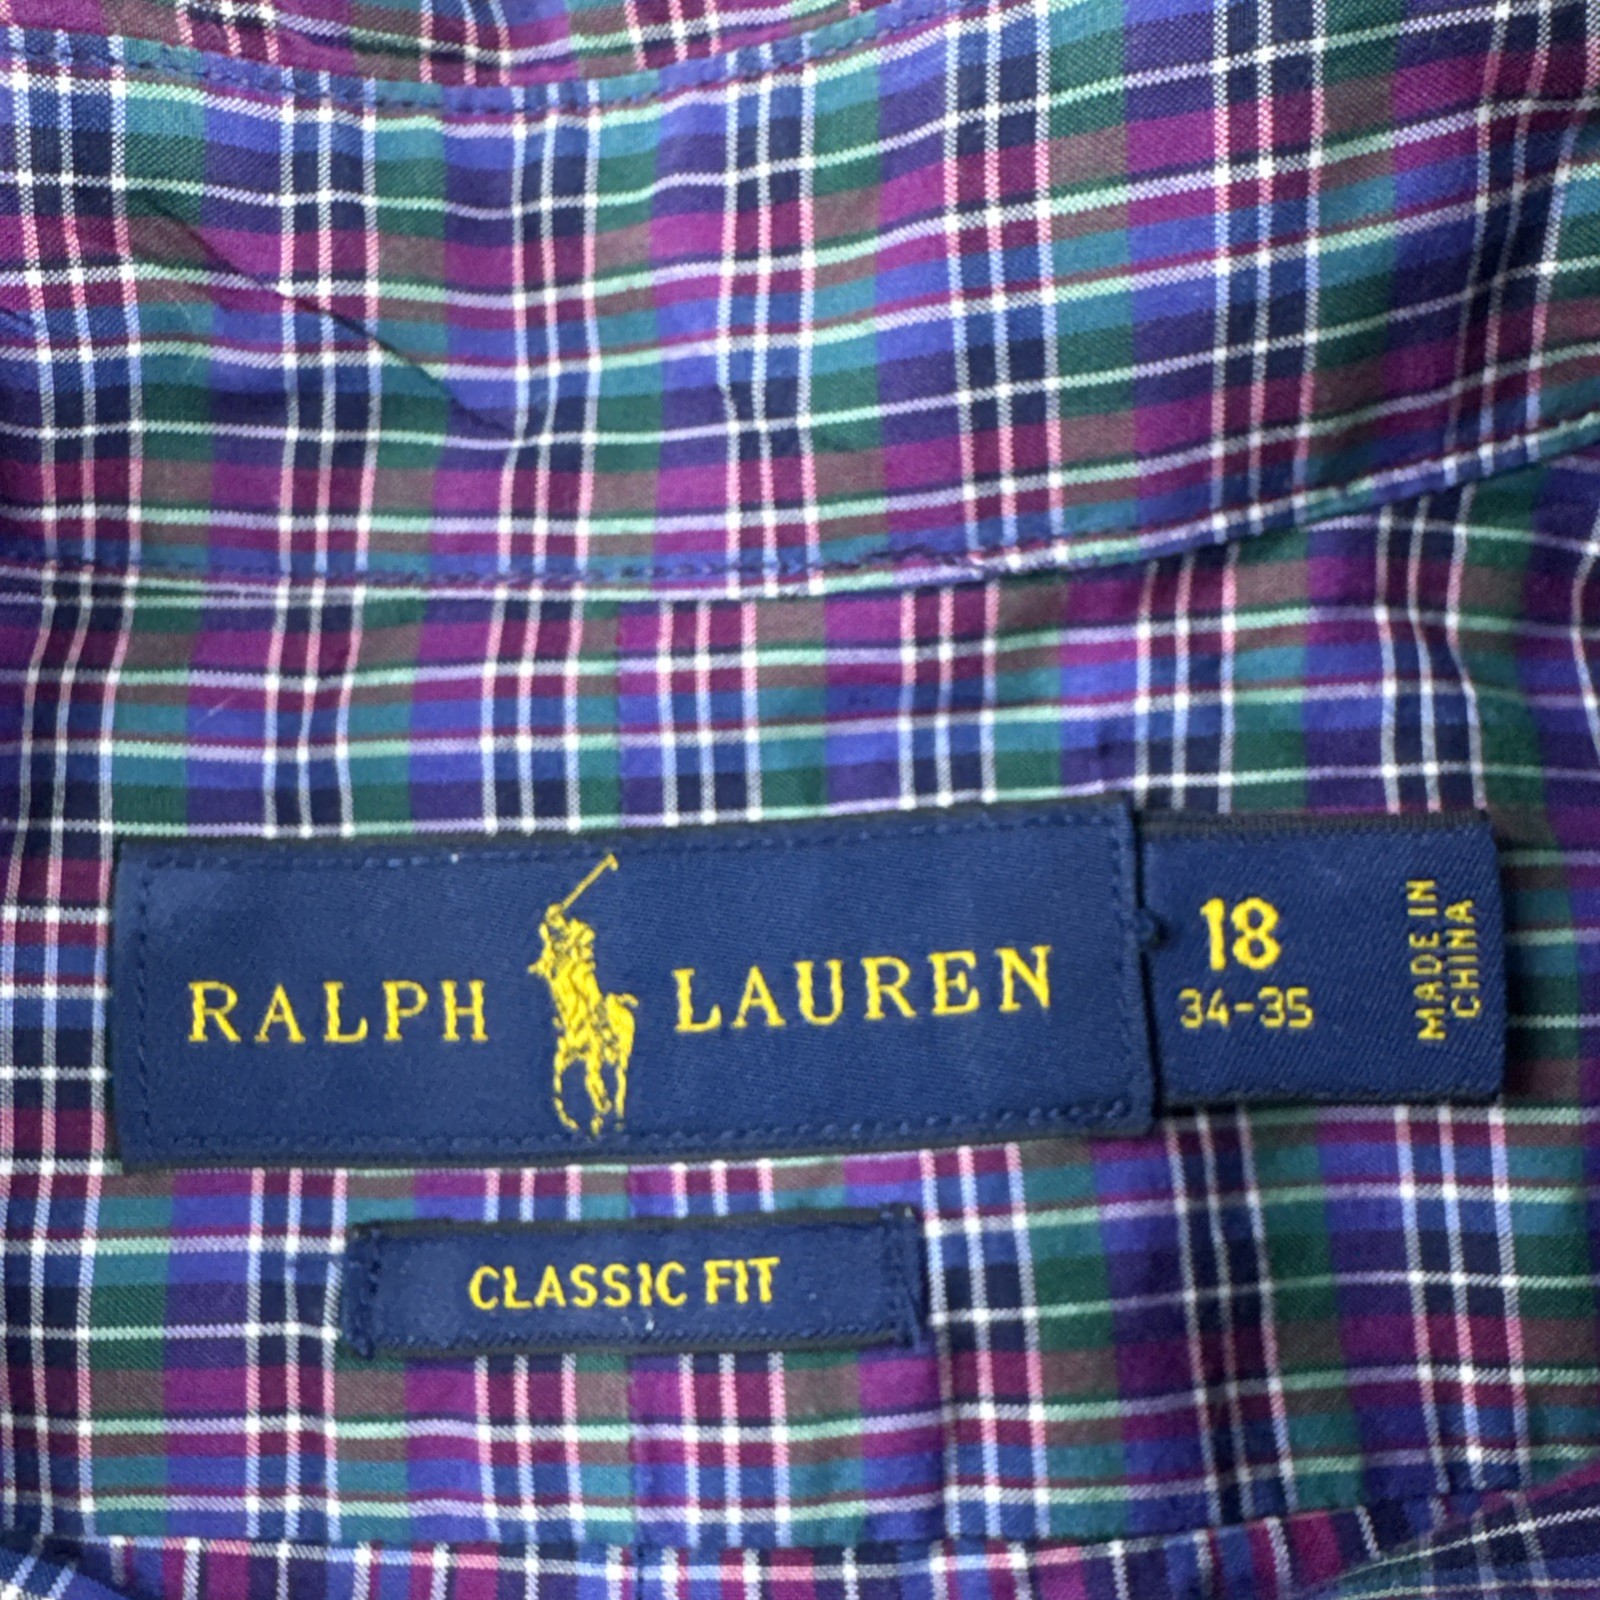 RALPH LAUREN
18
34-35
MADE IN
CHINA
CLASSIC FIT